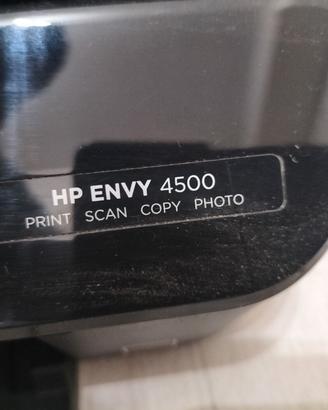 HP ENVY 4500
PRINT SCAN COPY PHOTO